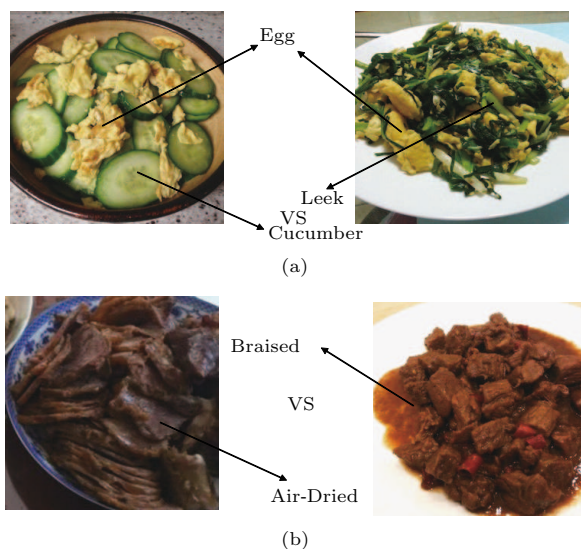 Egg
Leek
VS
Cucumber
(a)
Braised
VS
Air-Dried
(b)